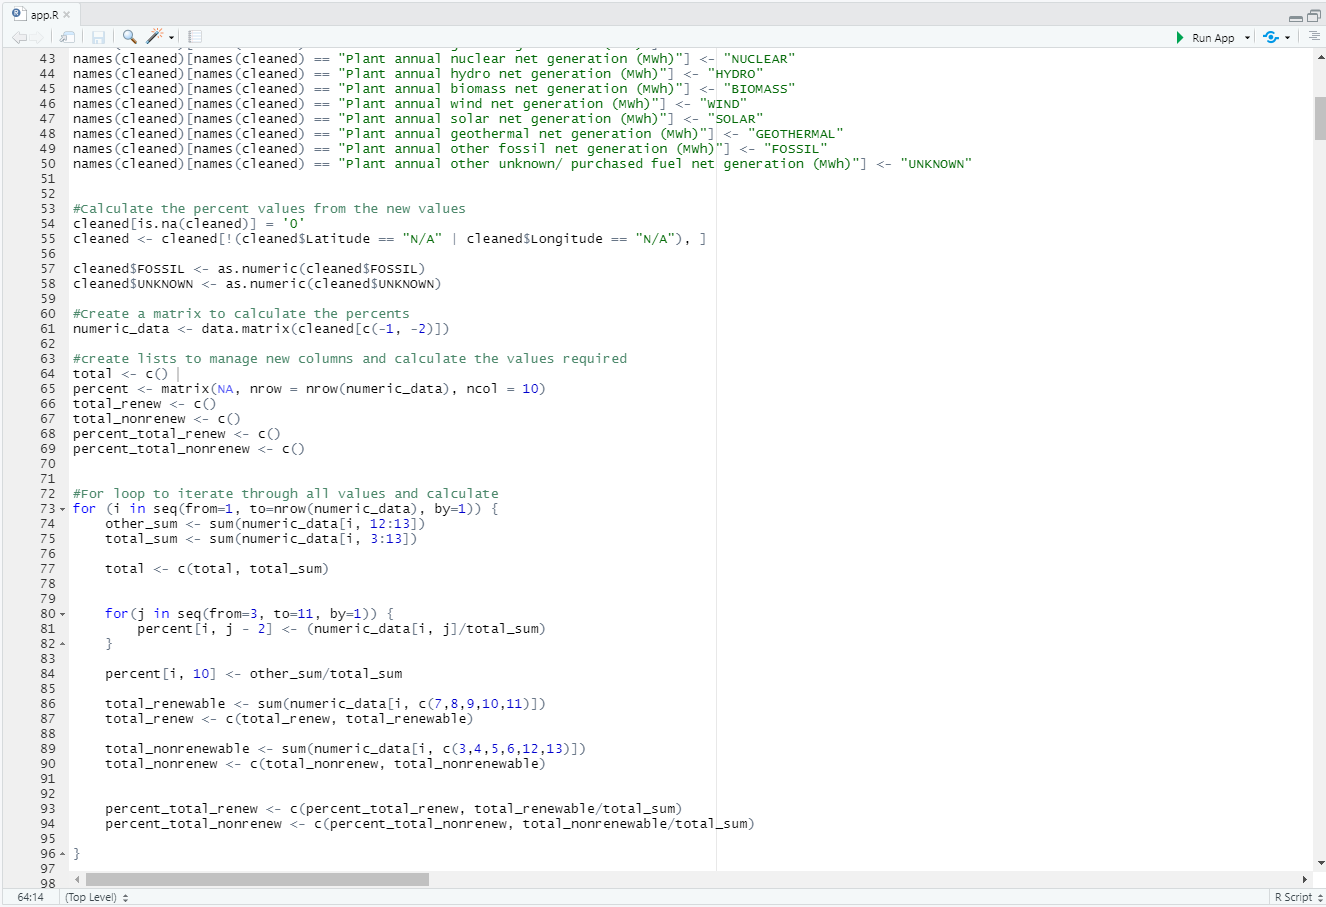 app.R
Run App
43 names(cleaned)[names(cleaned) == "Plant annual nuclear net generation (MWh)"] <- "NUCLEAR"
44 names(cleaned)[names(cleaned) == "Plant annual hydro net generation (MWh)"] <- "HYDRO"
45 names(cleaned)[names(cleaned) == "Plant annual biomass net generation (MWh)"] <- "BIOMASS"
46 names(cleaned)[names(cleaned) == "Plant annual wind net generation (MWh)"] <- "WIND"
47 names(cleaned)[names(cleaned) == "Plant annual solar net generation (MWh)"] <- "SOLAR"
48 names(cleaned)[names(cleaned) == "Plant annual geothermal net generation (MWh)"] <- "GEOTHERMAL"
49 names(cleaned)[names(cleaned) == "Plant annual other fossil net generation (MWh)"] <- "FOSSIL"
50 names(cleaned)[names(cleaned) == "Plant annual other unknown/ purchased fuel net generation (MWh)"] <- "UNKNOWN"
51
52
53 #Calculate the percent values from the new values
54 cleaned[is.na(cleaned)] = '0'
55 cleaned <- cleaned[!(cleaned$Latitude == "N/A" | cleaned$Longitude == "N/A"), ]
56
57 cleaned$FOSSIL <- as.numeric(cleaned$FOSSIL)
58 cleaned$UNKNOWN <- as.numeric(cleaned$UNKNOWN)
59
60 #Create a matrix to calculate the percents
61 numeric_data <- data.matrix(cleaned[c(-1, -2)])
62
63 #create lists to manage new columns and calculate the values required
64 total <- c()
65 percent <- matrix(NA, nrow = nrow(numeric_data), ncol = 10)
66 total_renew <- c()
67 total_nonrenew <- c()
68 percent_total_renew <- c()
69 percent_total_nonrenew <- c()
70
71
72 #For loop to iterate through all values and calculate
73 for (i in seq(from=1, to=nrow(numeric_data), by=1)) {
74 other_sum <- sum(numeric_data[i, 12:13])
75 total_sum <- sum(numeric_data[i, 3:13])
76
77 total <- c(total, total_sum)
78
79
80 for(j in seq(from=3, to=11, by=1)) {
81 percent[i, j - 2] <- (numeric_data[i, j]/total_sum)
82 }
83
84 percent[i, 10] <- other_sum/total_sum
85
86 total_renewable <- sum(numeric_data[i, c(7,8,9,10,11)])
87 total_renew <- c(total_renew, total_renewable)
88
89 total_nonrenewable <- sum(numeric_data[i, c(3,4,5,6,12,13)])
90 total_nonrenew <- c(total_nonrenew, total_nonrenewable)
91
92
93 percent_total_renew <- c(percent_total_renew, total_renewable/total_sum)
94 percent_total_nonrenew <- c(percent_total_nonrenew, total_nonrenewable/total_sum)
95
96 }
97
98
64:14 (Top Level) R Script